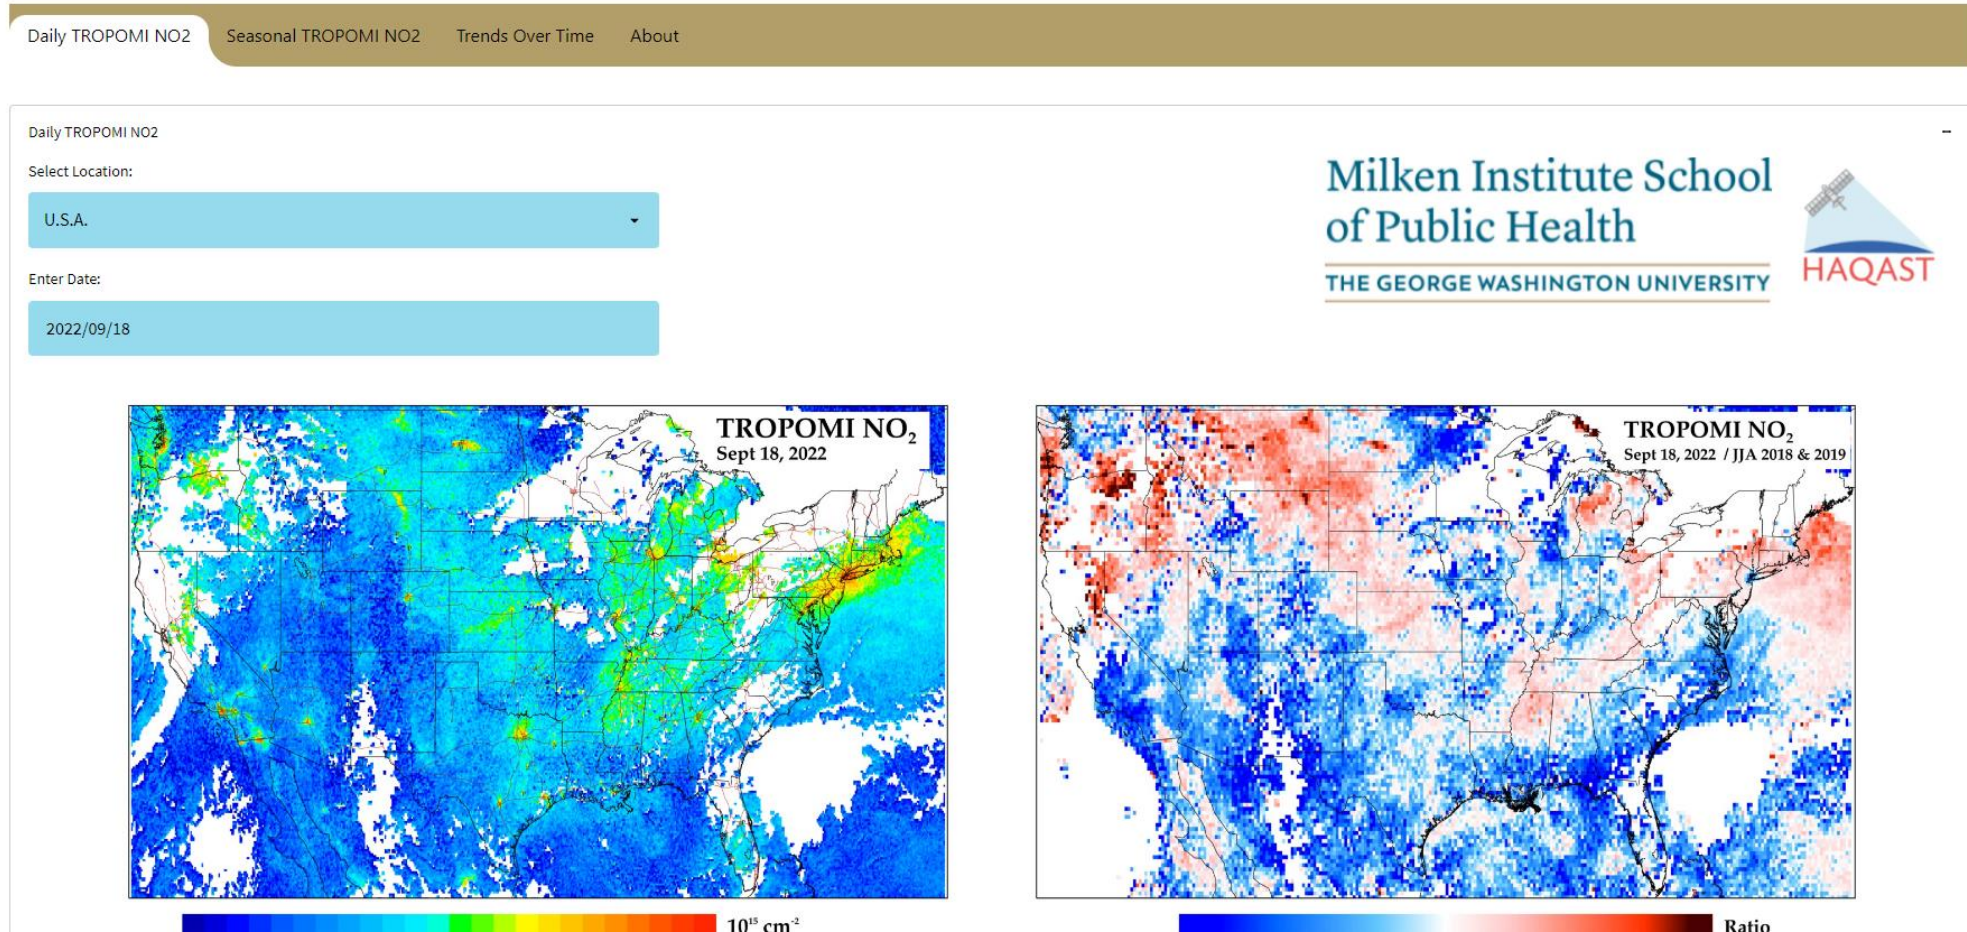 Daily TROPOMI NO2
Seasonal TROPOMI NO2
Trends Over Time
About
Daily TROPOMI NO2
Select Location:
U.S.A.
Enter Date:
2022/09/18
Milken Institute School
of Public Health
THE GEORGE WASHINGTON UNIVERSITY
HAQAST
TROPOMI NO₂
Sept 18, 2022
10¹⁵ cm⁻²
TROPOMI NO₂
Sept 18, 2022 / JJA 2018 & 2019
Ratio